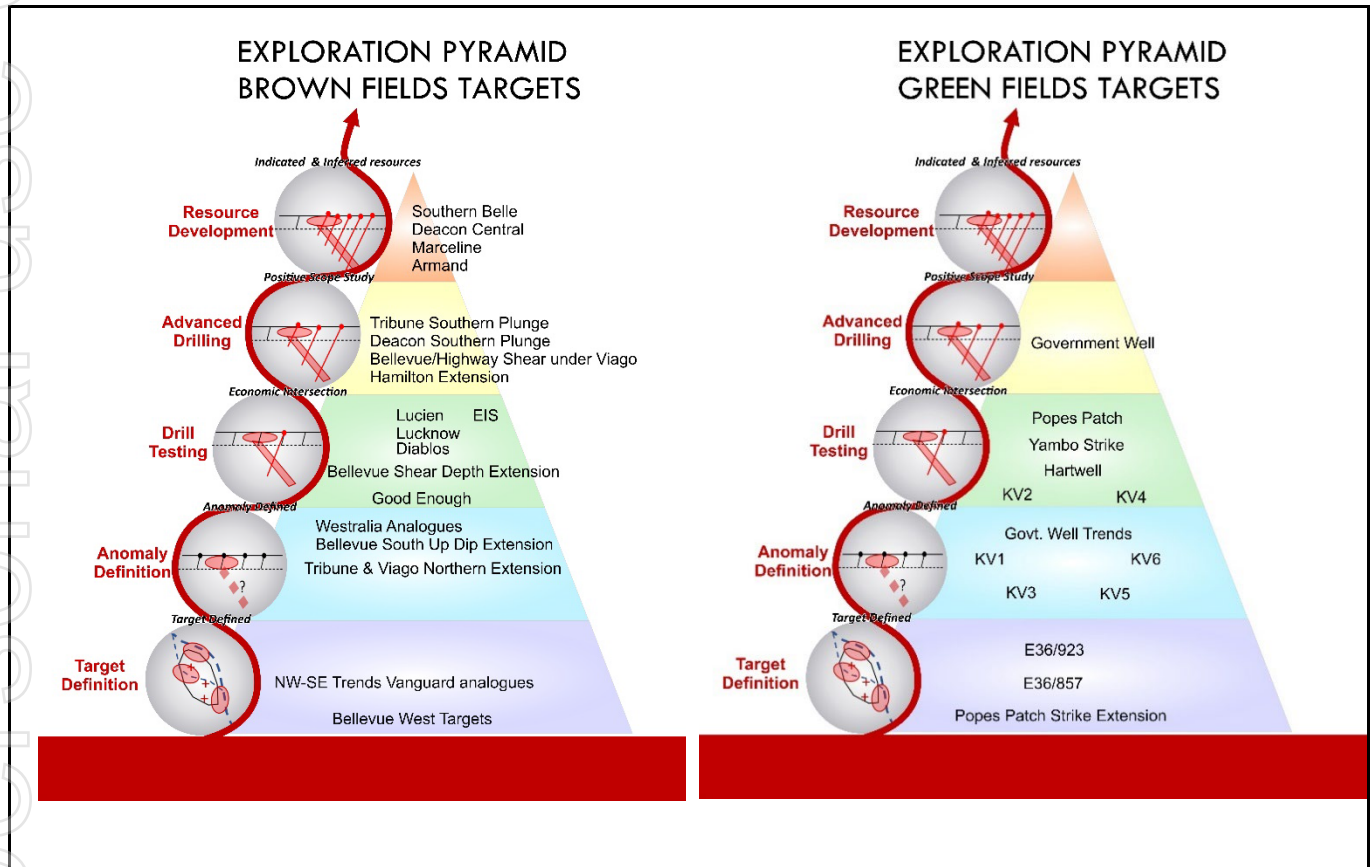 EXPLORATION PYRAMID
BROWN FIELDS TARGETS
Indicated & Inferred resources
Resource
Development
Southern Belle
Deacon Central
Marceline
Armand
Positive Scope Study
Advanced
Drilling
Tribune Southern Plunge
Deacon Southern Plunge
Bellevue/Highway Shear under Viago
Hamilton Extension
Economic Intersection
Drill
Testing
Lucien EIS
Lucknow
Diablos
Bellevue Shear Depth Extension
Good Enough
Anomaly Defined
Anomaly
Definition
?
Westralia Analogues
Bellevue South Up Dip Extension
Tribune & Viago Northern Extension
Target Defined
Target
Definition
NW-SE Trends Vanguard analogues
Bellevue West Targets
EXPLORATION PYRAMID
GREEN FIELDS TARGETS
Indicated & Inferred resources
Resource
Development
Positive Scope Study
Advanced
Drilling
Government Well
Economic Intersection
Drill
Testing
Popes Patch
Yambo Strike
Hartwell
KV2 KV4
Anomaly Defined
Anomaly
Definition
?
Govt. Well Trends
KV1 KV6
KV3 KV5
Target Defined
Target
Definition
E36/923
E36/857
Popes Patch Strike Extension